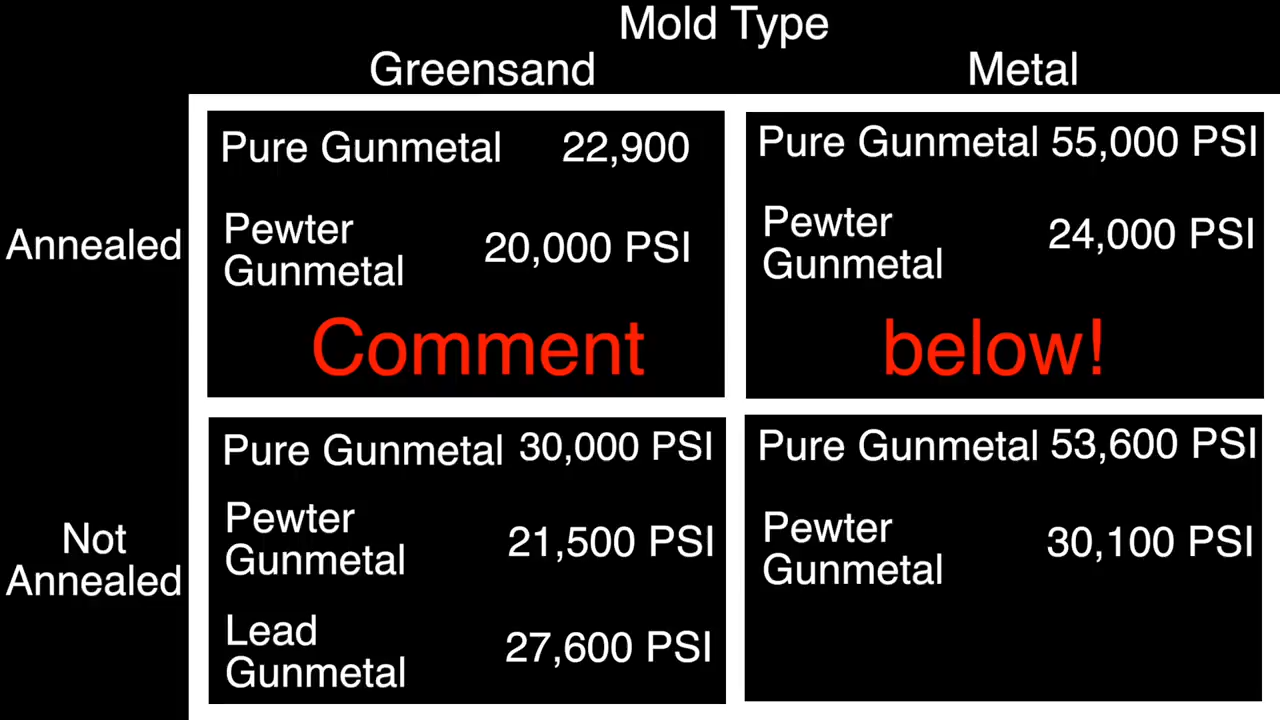 Mold Type
Greensand Metal
Annealed
Pure Gunmetal 22,900
Pewter
Gunmetal 20,000 PSI
Comment
Pure Gunmetal 55,000 PSI
Pewter
Gunmetal 24,000 PSI
below!
Not
Annealed
Pure Gunmetal 30,000 PSI
Pewter
Gunmetal 21,500 PSI
Lead
Gunmetal 27,600 PSI
Pure Gunmetal 53,600 PSI
Pewter
Gunmetal 30,100 PSI